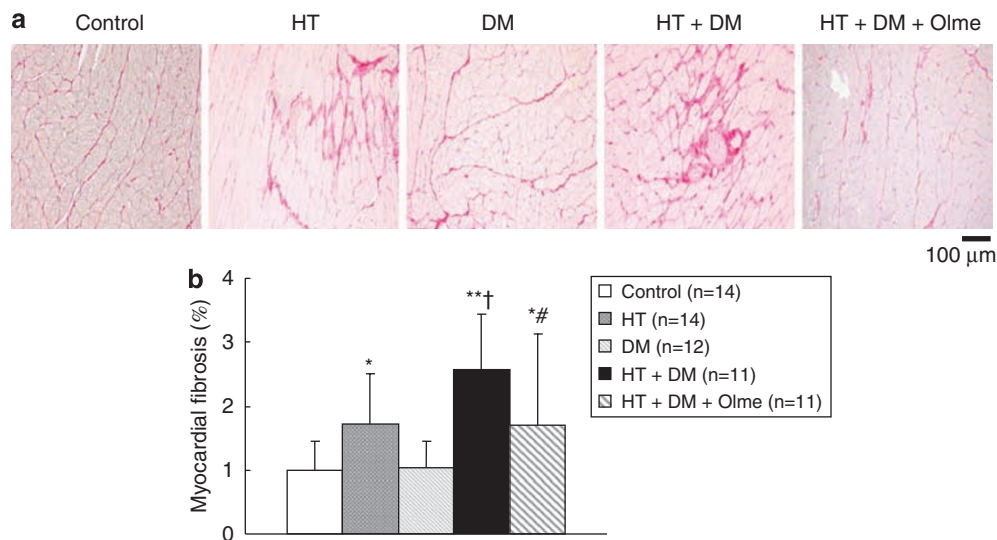 a
Control HT DM HT + DM HT + DM + Olme
100 μm
b
Myocardial fibrosis (%)
4
3
2
1
0
*
**†
*#
Control (n=14)
HT (n=14)
DM (n=12)
HT + DM (n=11)
HT + DM + Olme (n=11)